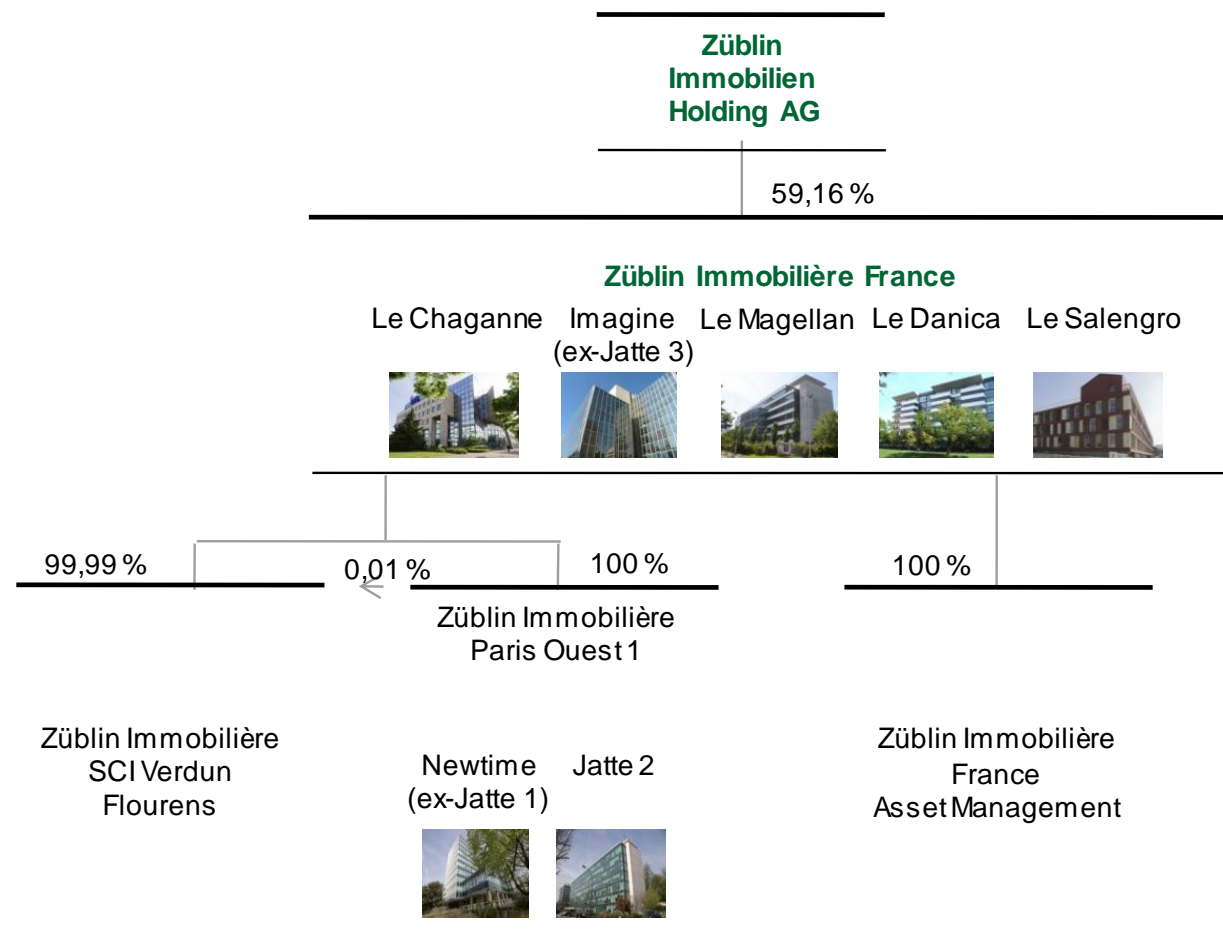 Züblin
Immobilien
Holding AG
59,16 %
Züblin Immobilière France
Le Chaganne
Imagine
(ex-Jatte 3)
Le Magellan
Le Danica
Le Salengro
99,99 %
0,01 %
100 %
100 %
Züblin Immobilière
Paris Ouest 1
Züblin Immobilière
SCI Verdun
Flourens
Newtime
(ex-Jatte 1)
Jatte 2
Züblin Immobilière
France
Asset Management